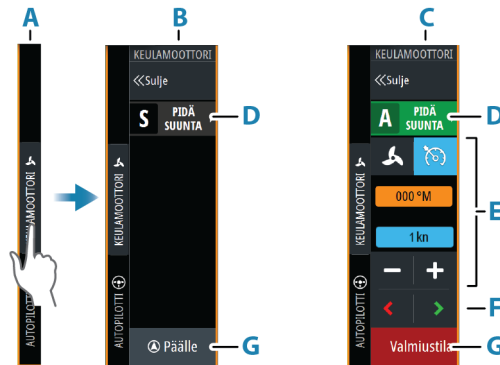 A
B
C
KEULAMOOTTORI
AUTOPILOTTI
KEULAMOOTTORI
Sulje
S PIDÄ
SUUNTA
D
KEULAMOOTTORI
AUTOPILOTTI
Päälle
G
KEULAMOOTTORI
Sulje
A PIDÄ
SUUNTA
D
KEULAMOOTTORI
AUTOPILOTTI
000 °M
1 kn
E
− +
< >
F
Valmiustila
G